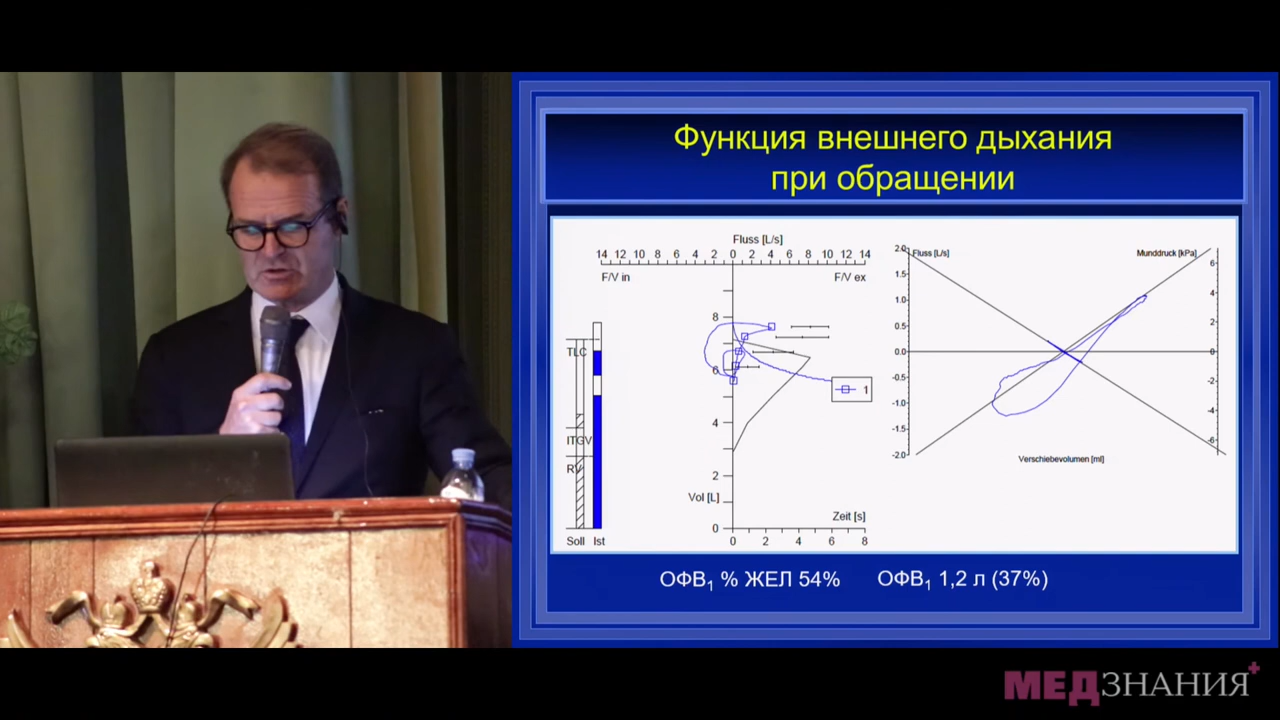 Функция внешнего дыхания
при обращении
Fluss [L/s]
14 12 10 8 6 4 2 0 2 4 6 8 10 12 14
F/V in
F/V ex
8
6
4
2
0
TLC
ITGV
RV
Soll
Ist
Vol [L]
Zeit [s]
0 2 4 6 8
1
Fluss [L/s]
Munddruck [kPa]
2.0
1.5
1.0
0.5
0.0
-0.5
-1.0
-1.5
-2.0
6
4
2
0
-2
-4
-6
Verschiebevolumen [ml]
ОФВ1 % ЖЕЛ 54%
ОФВ1 1,2 л (37%)
МЕДЗНАНИЯ+